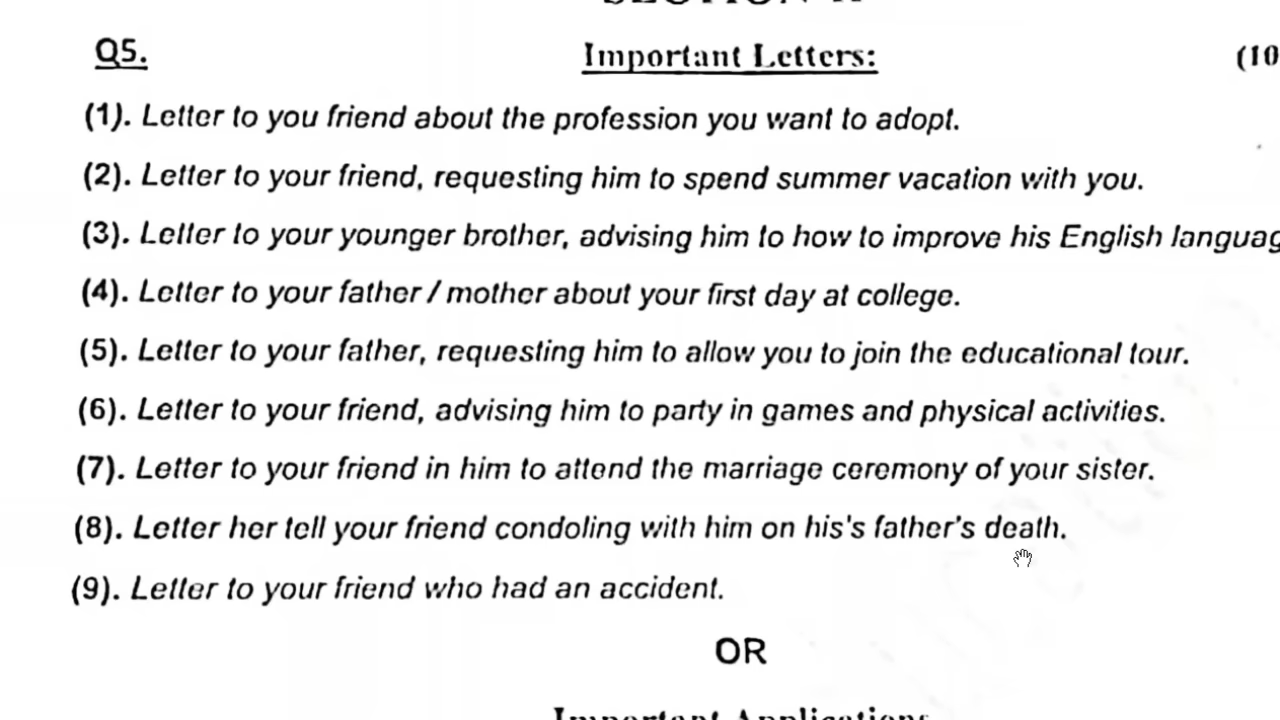 Q5. Important Letters: (10
(1). Letter to you friend about the profession you want to adopt.
(2). Letter to your friend, requesting him to spend summer vacation with you.
(3). Letter to your younger brother, advising him to how to improve his English languag
(4). Letter to your father / mother about your first day at college.
(5). Letter to your father, requesting him to allow you to join the educational tour.
(6). Letter to your friend, advising him to party in games and physical activities.
(7). Letter to your friend in him to attend the marriage ceremony of your sister.
(8). Letter her tell your friend condoling with him on his's father's death.
(9). Letter to your friend who had an accident.
OR
Important Applications